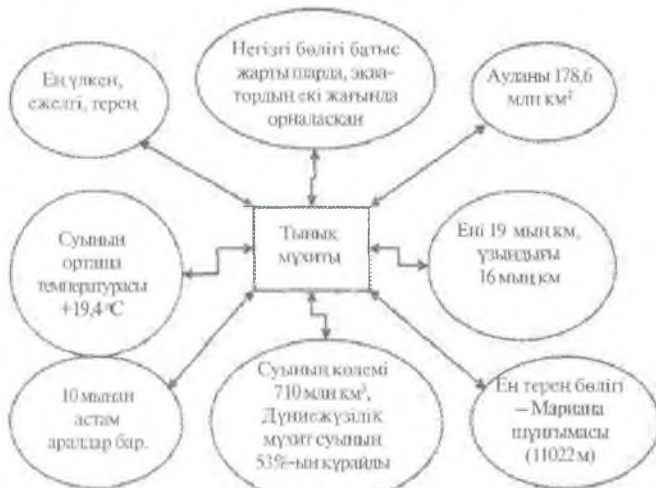 Ең үлкен,
ежелгі, терең
Негізгі бөлігі батыс
жарты шарда, эква-
тордың екі жағында
орналасқан
Ауданы 178,6
млн км²
Суының
орташа
температурасы
+19,4°С
Тынық
мұхиты
Ені 19 мың км,
ұзындығы
16 мың км
10 мыңнан
астам
аралдар бар.
Суының көлемі
710 млн км³,
Дүниежүзілік
мұхит суының
53%-ын құрайды
Ең терең бөлігі
– Мариана
шұңғымасы
(11022 м)